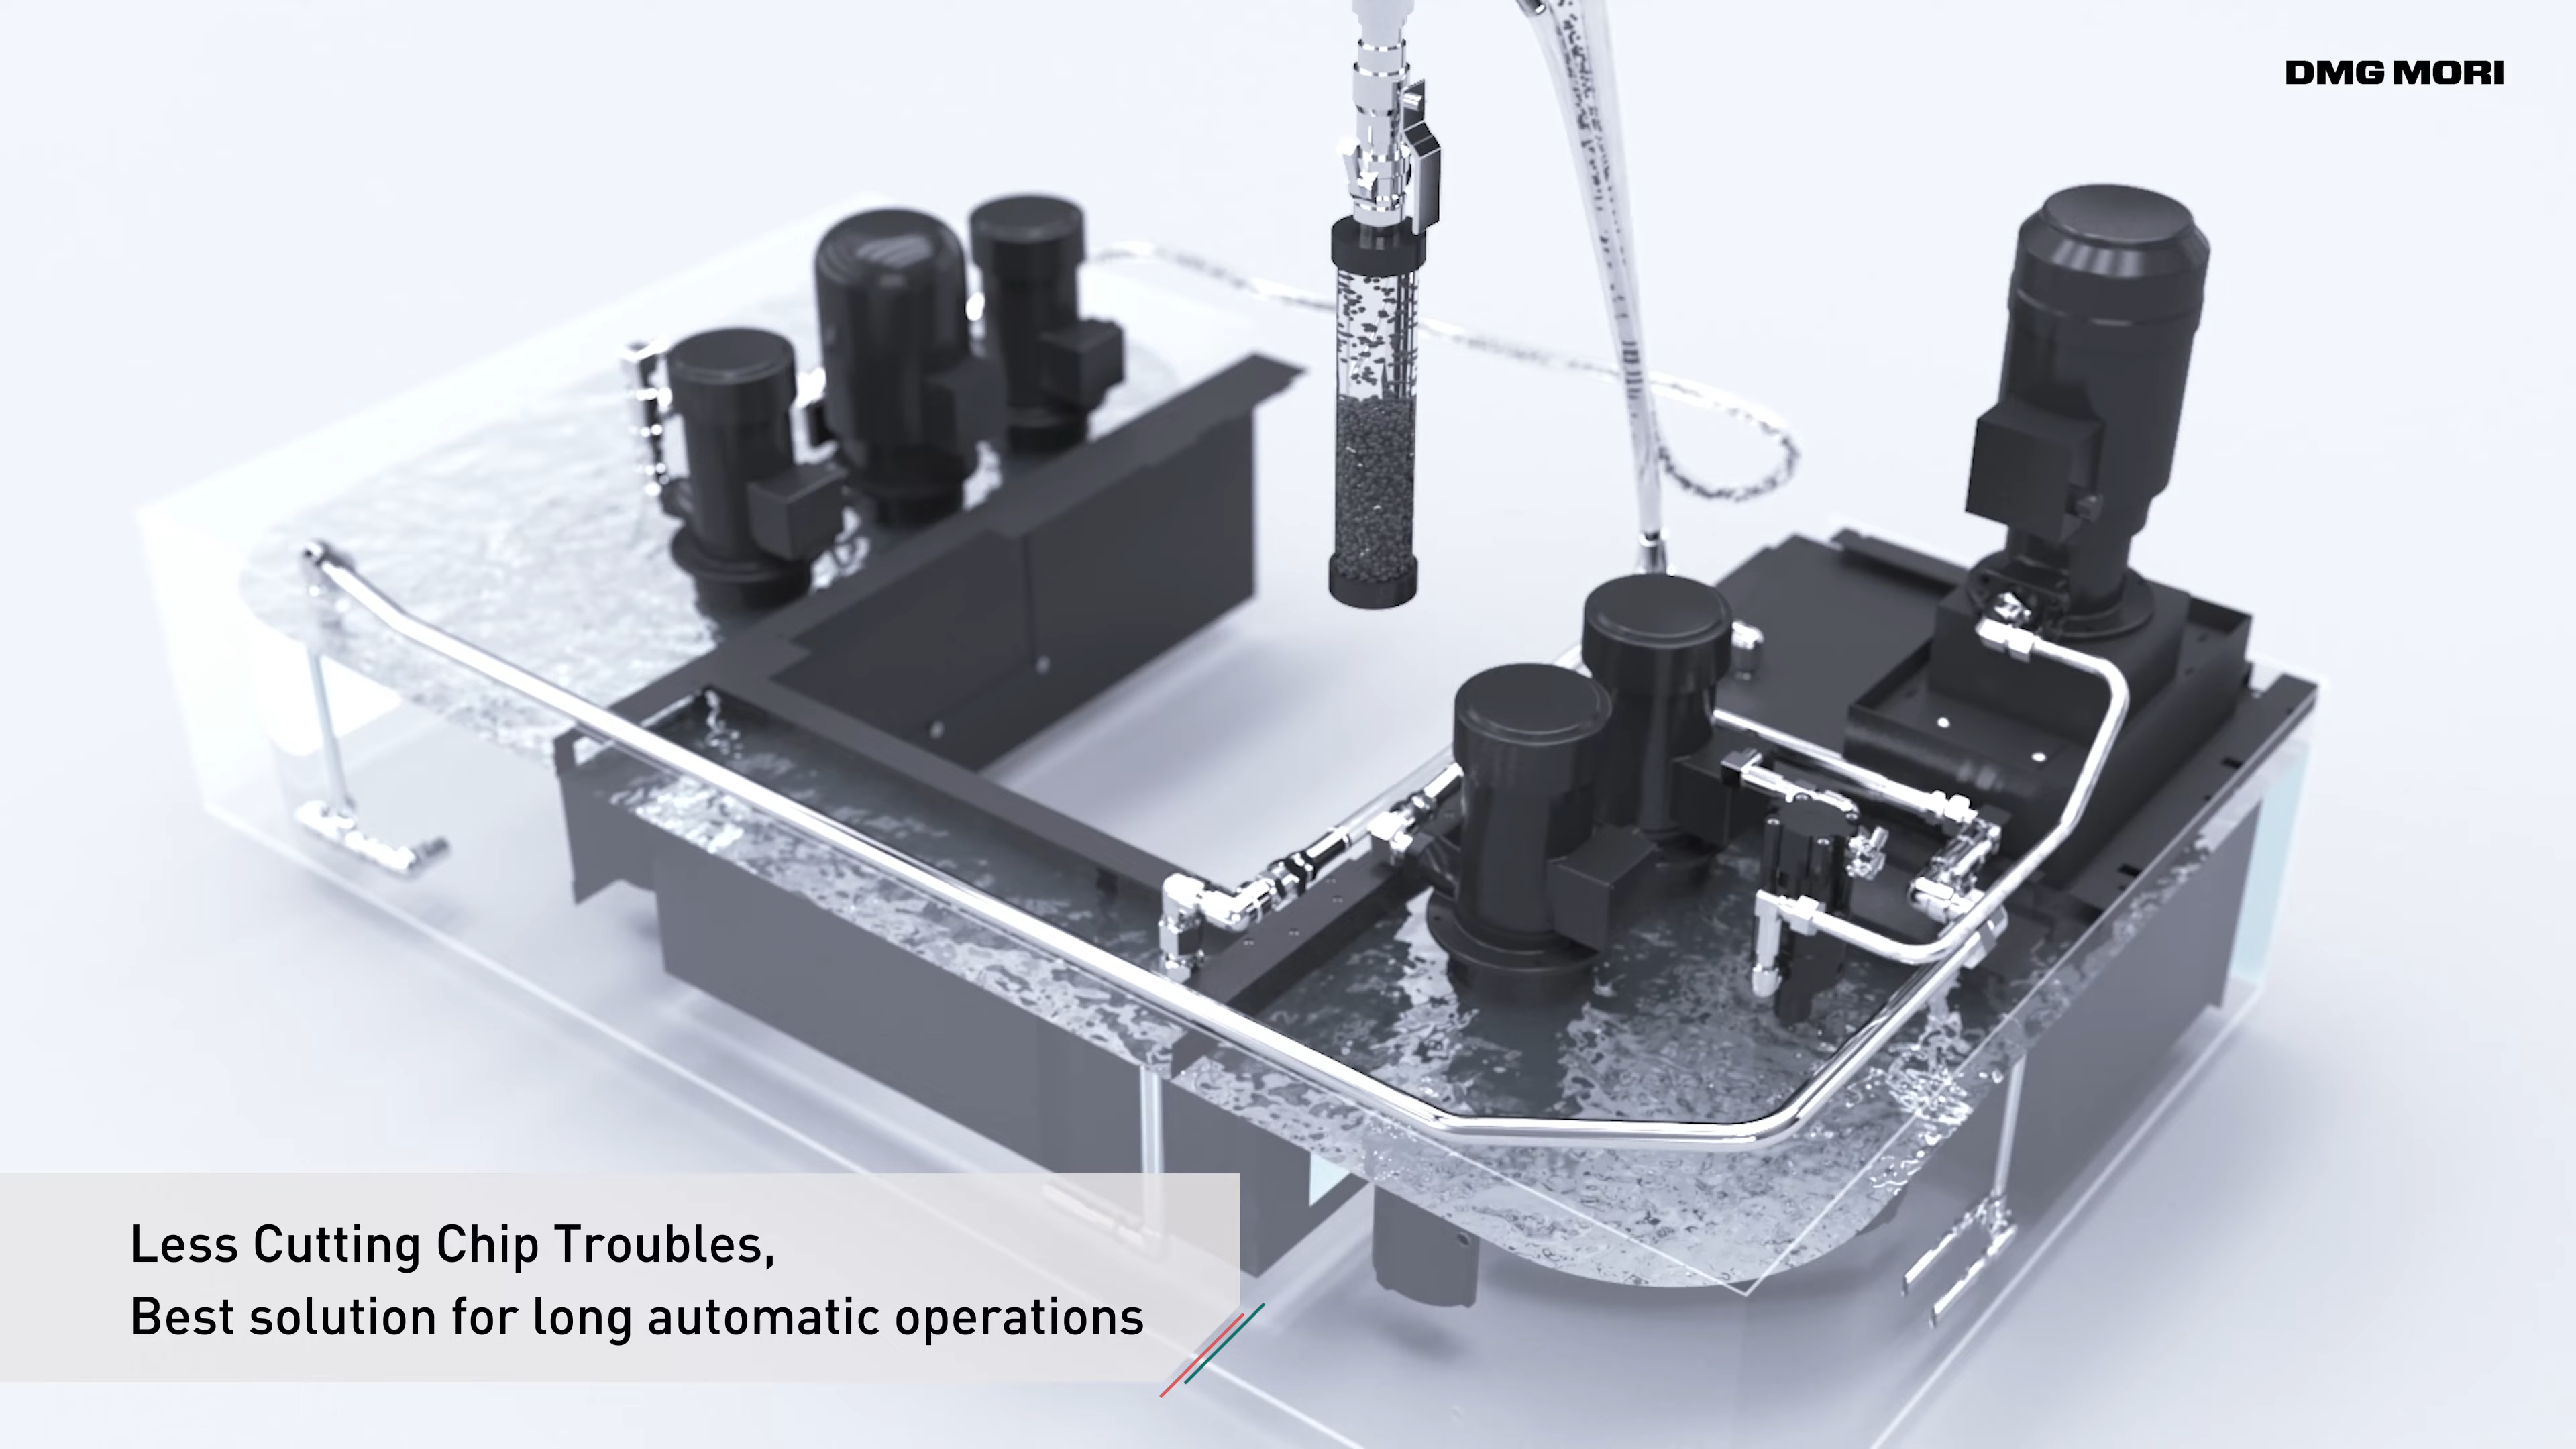 DMG MORI
Less Cutting Chip Troubles,
Best solution for long automatic operations